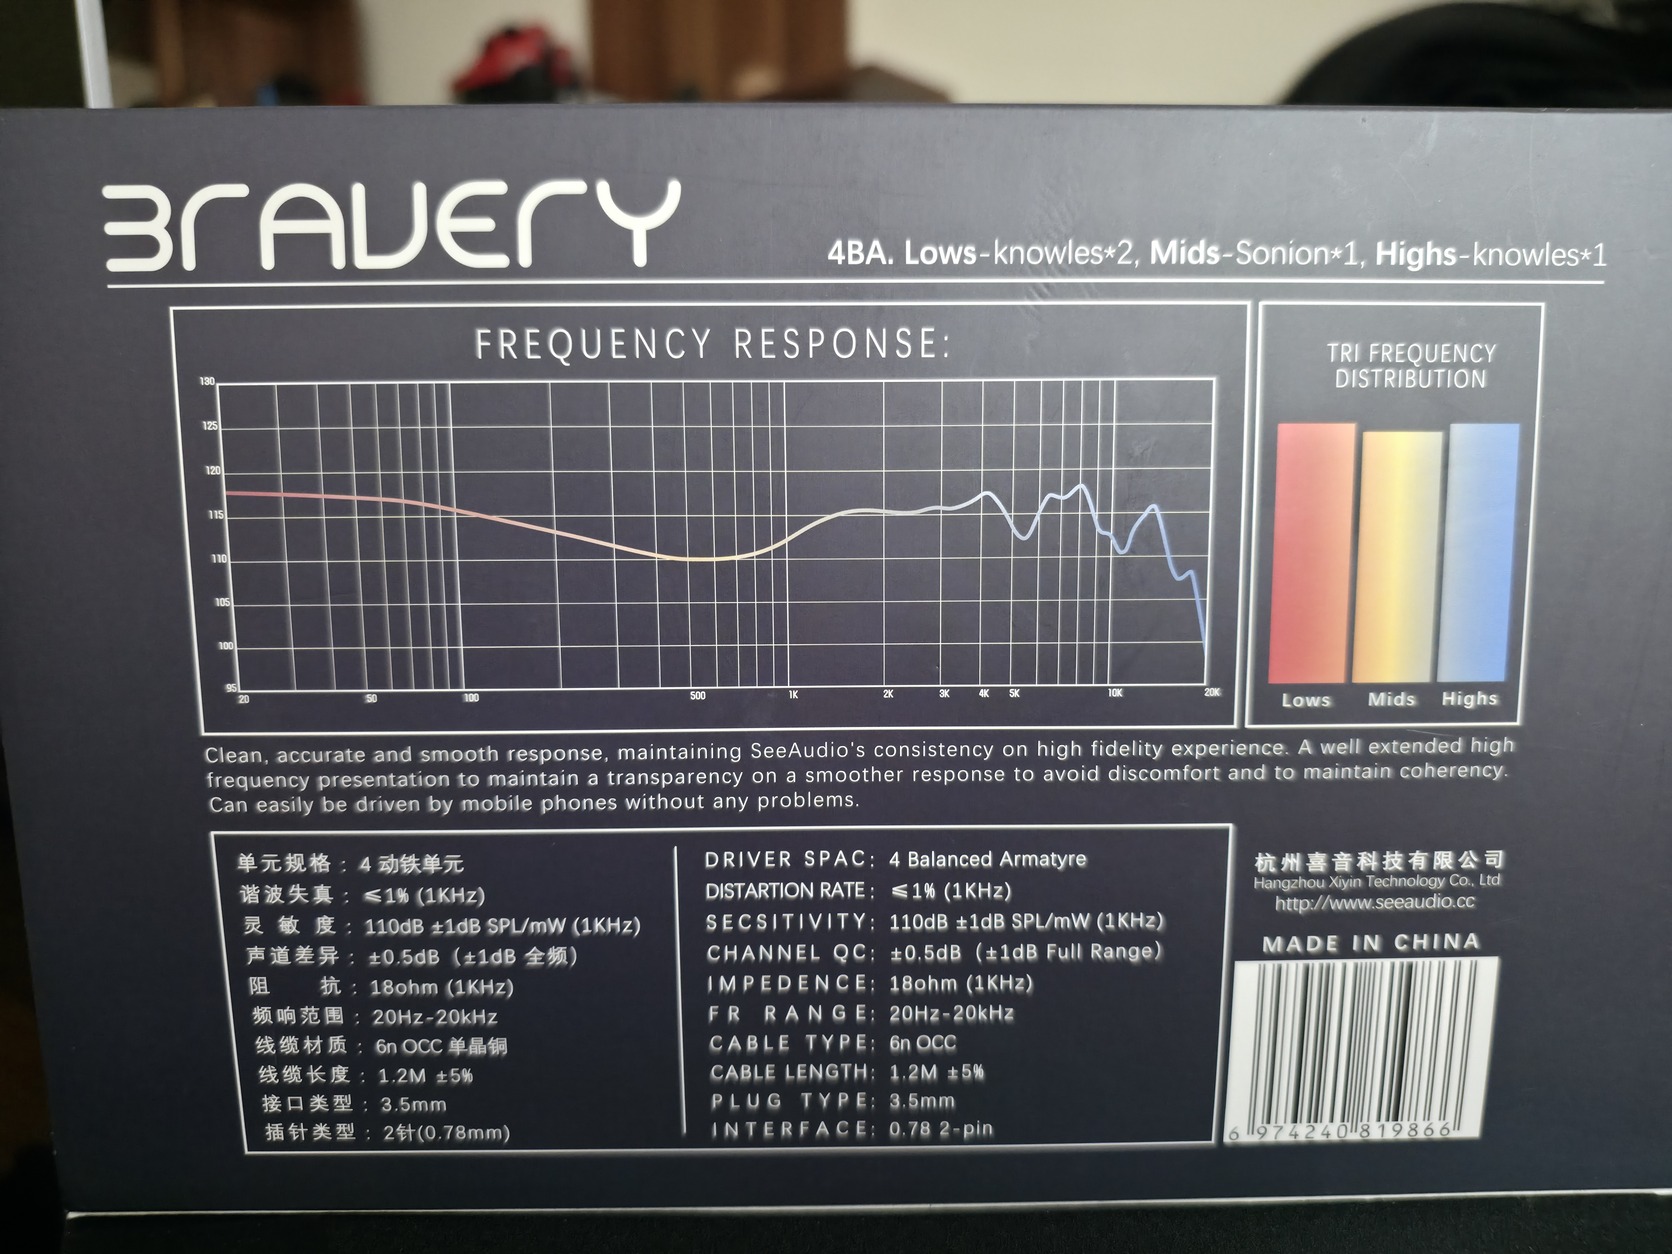 BRAVERY
4BA. Lows-knowles*2, Mids-Sonion*1, Highs-knowles*1
FREQUENCY RESPONSE:
130
125
120
115
110
105
100
95
20 50 100 500 1K 2K 3K 4K 5K 10K 20K
TRI FREQUENCY
DISTRIBUTION
Lows Mids Highs
Clean, accurate and smooth response, maintaining SeeAudio's consistency on high fidelity experience. A well extended high
frequency presentation to maintain a transparency on a smoother response to avoid discomfort and to maintain coherency.
Can easily be driven by mobile phones without any problems.
单元规格：4 动铁单元
谐波失真：≤1% (1KHz)
灵 敏 度：110dB ±1dB SPL/mW (1KHz)
声道差异：±0.5dB（±1dB 全频）
阻 抗：18ohm (1KHz)
频响范围：20Hz-20kHz
线缆材质：6n OCC 单晶铜
线缆长度：1.2M ±5%
接口类型：3.5mm
插针类型：2针(0.78mm)
DRIVER SPAC: 4 Balanced Armatyre
DISTARTION RATE: ≤1% (1KHz)
SECSITIVITY: 110dB ±1dB SPL/mW (1KHz)
CHANNEL QC: ±0.5dB（±1dB Full Range）
IMPEDENCE: 18ohm (1KHz)
FR RANGE: 20Hz-20kHz
CABLE TYPE: 6n OCC
CABLE LENGTH: 1.2M ±5%
PLUG TYPE: 3.5mm
INTERFACE: 0.78 2-pin
杭州喜音科技有限公司
Hangzhou Xiyin Technology Co., Ltd
http://www.seeaudio.cc
MADE IN CHINA
6 974240 819866